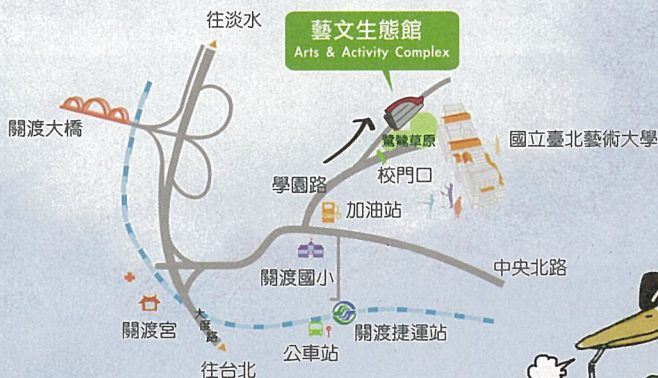 往淡水
藝文生態館
Arts & Activity Complex
關渡大橋
鷺鷥草原
國立臺北藝術大學
校門口
學園路
加油站
中央北路
關渡國小
關渡宮
大度路
關渡捷運站
公車站
往台北